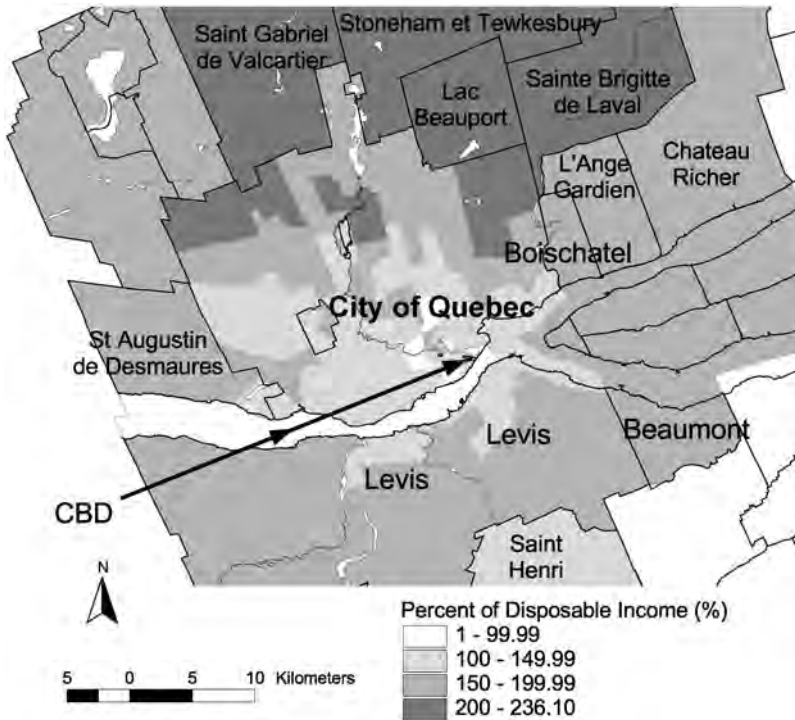 Saint Gabriel
de Valcartier
Stoneham et Tewkesbury
Lac
Beauport
Sainte Brigitte
de Laval
L'Ange
Gardien
Chateau
Richer
Boischatel
City of Quebec
St Augustin
de Desmaures
Levis
Beaumont
Levis
CBD
Saint
Henri
N
Percent of Disposable Income (%)
1 - 99.99
100 - 149.99
150 - 199.99
200 - 236.10
5 0 5 10 Kilometers